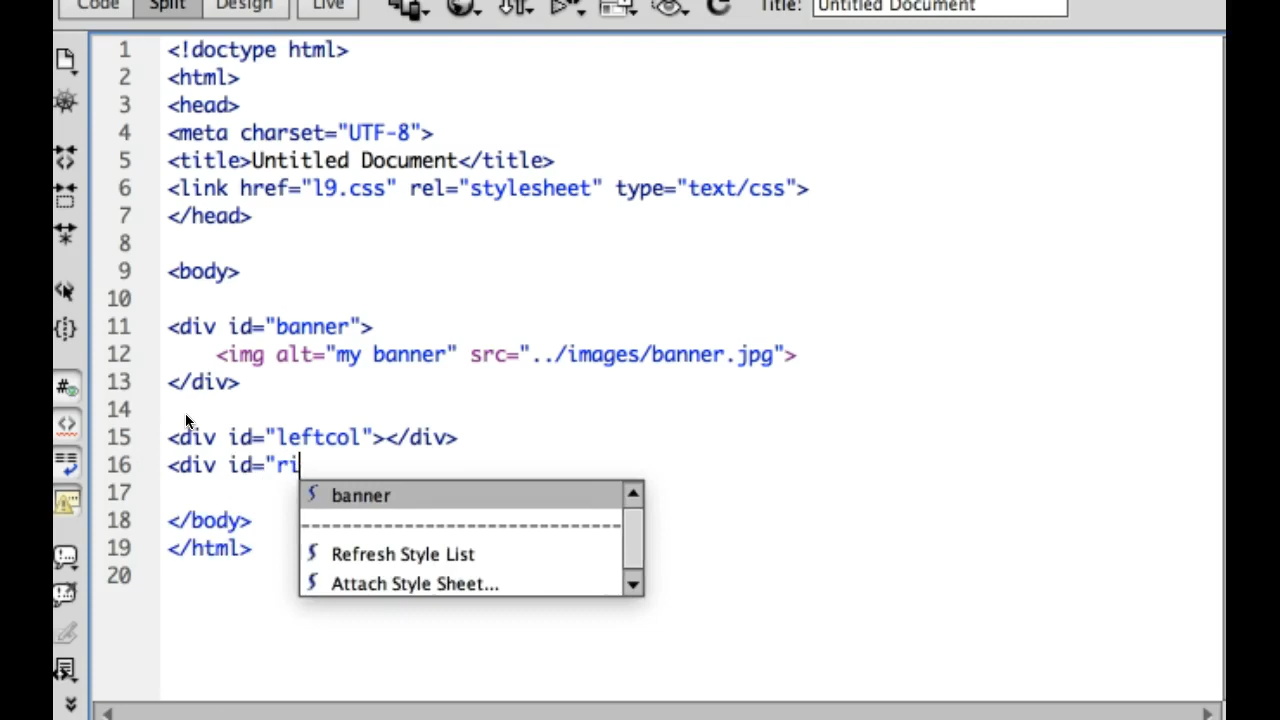 Code Split Design Live Title: Untitled Document
1 <!doctype html>
2 <html>
3 <head>
4 <meta charset="UTF-8">
5 <title>Untitled Document</title>
6 <link href="l9.css" rel="stylesheet" type="text/css">
7 </head>
8
9 <body>
10
11 <div id="banner">
12 <img alt="my banner" src="../images/banner.jpg">
13 </div>
14
15 <div id="leftcol"></div>
16 <div id="ri
banner
17
18 </body>
Refresh Style List
19 </html>
20
Attach Style Sheet...